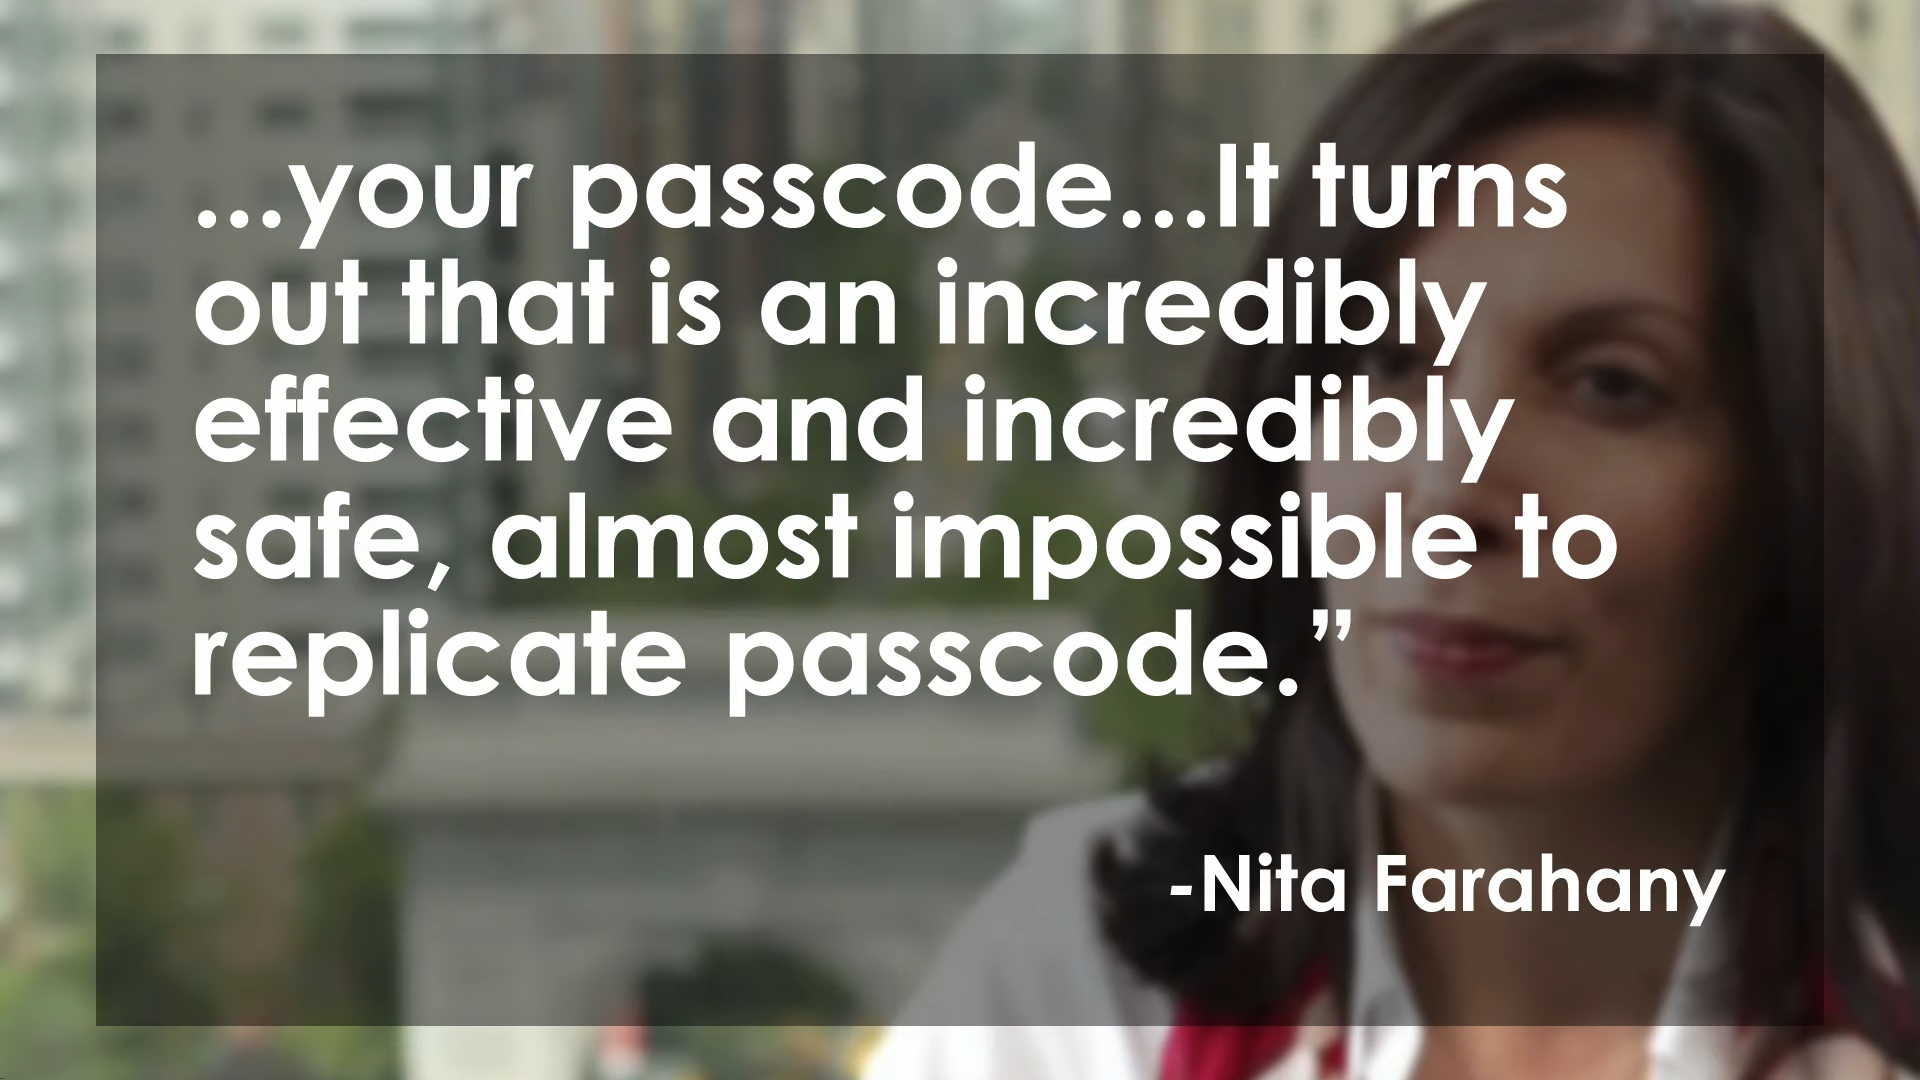 ...your passcode...It turns
out that is an incredibly
effective and incredibly
safe, almost impossible to
replicate passcode.”
-Nita Farahany